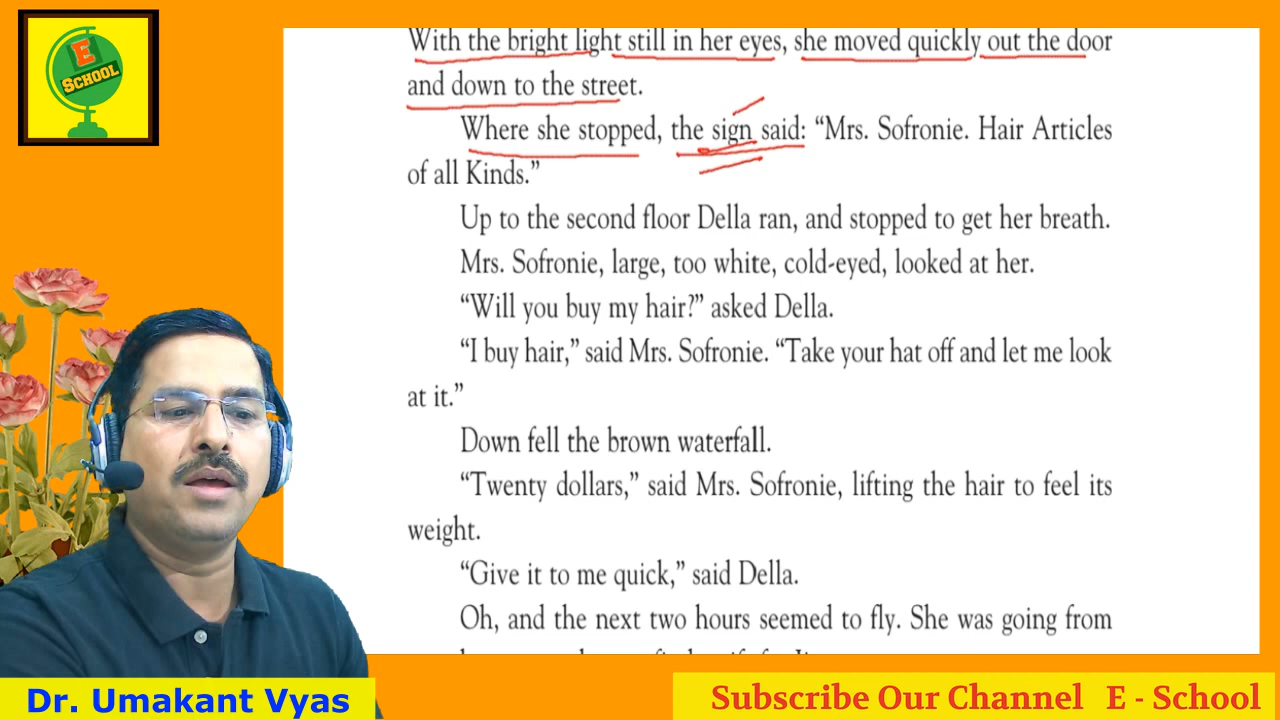 E
SCHOOL
With the bright light still in her eyes, she moved quickly out the door
and down to the street.
Where she stopped, the sign said: “Mrs. Sofronie. Hair Articles
of all Kinds.”
Up to the second floor Della ran, and stopped to get her breath.
Mrs. Sofronie, large, too white, cold-eyed, looked at her.
“Will you buy my hair?” asked Della.
“I buy hair,” said Mrs. Sofronie. “Take your hat off and let me look
at it.”
Down fell the brown waterfall.
“Twenty dollars,” said Mrs. Sofronie, lifting the hair to feel its
weight.
“Give it to me quick,” said Della.
Oh, and the next two hours seemed to fly. She was going from
Dr. Umakant Vyas
Subscribe Our Channel E - School